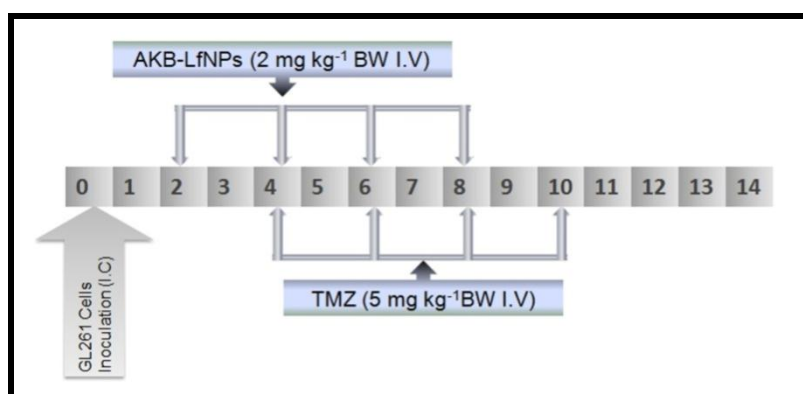 AKB-LfNPs (2 mg kg-1 BW I.V)
0 1 2 3 4 5 6 7 8 9 10 11 12 13 14
GL261 Cells
Inoculation (I.C)
TMZ (5 mg kg-1BW I.V)